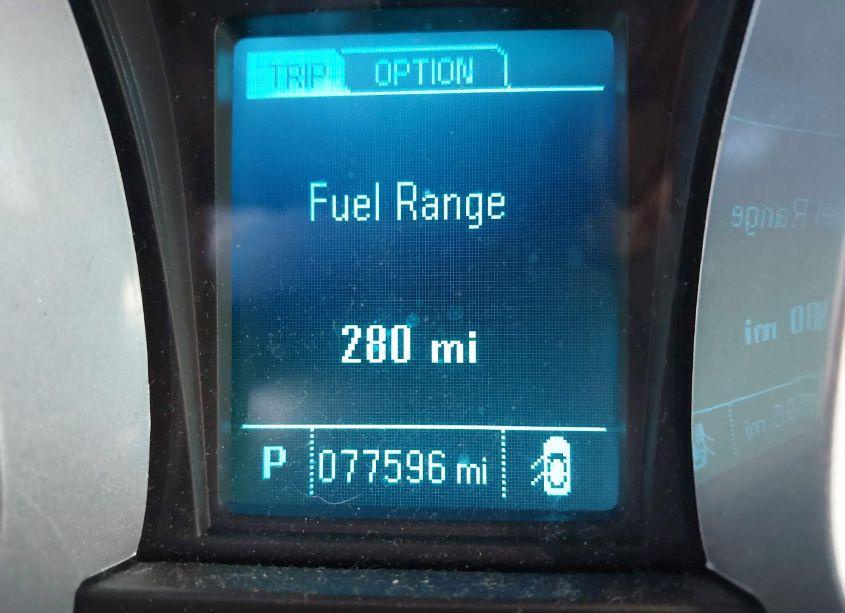 TRIP OPTION
Fuel Range
280 mi
P 077596 mi